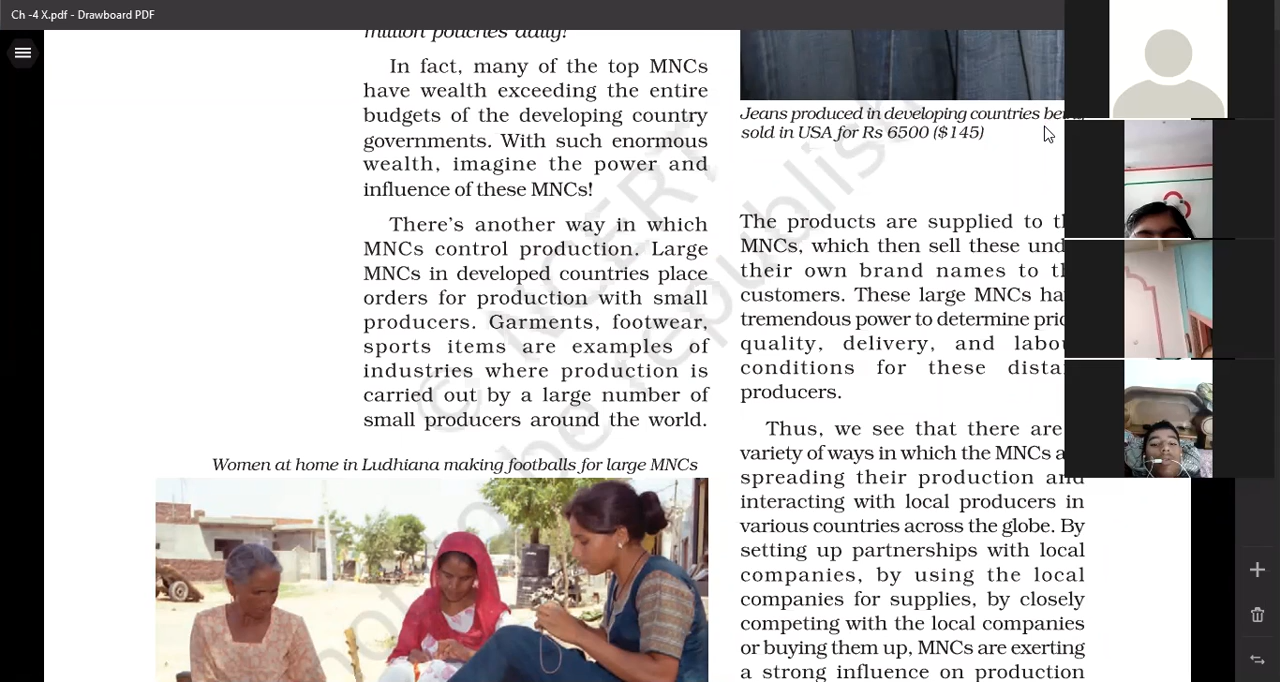 Ch -4 X.pdf - Drawboard PDF
million pouches daily!
In fact, many of the top MNCs
have wealth exceeding the entire
budgets of the developing country
governments. With such enormous
wealth, imagine the power and
influence of these MNCs!
There's another way in which
MNCs control production. Large
MNCs in developed countries place
orders for production with small
producers. Garments, footwear,
sports items are examples of
industries where production is
carried out by a large number of
small producers around the world.
Women at home in Ludhiana making footballs for large MNCs
Jeans produced in developing countries being
sold in USA for Rs 6500 ($145)
The products are supplied to th
MNCs, which then sell these und
their own brand names to th
customers. These large MNCs ha
tremendous power to determine pric
quality, delivery, and labou
conditions for these dista
producers.
Thus, we see that there are
variety of ways in which the MNCs a
spreading their production and
interacting with local producers in
various countries across the globe. By
setting up partnerships with local
companies, by using the local
companies for supplies, by closely
competing with the local companies
or buying them up, MNCs are exerting
a strong influence on production
© NCERT
not to be republish